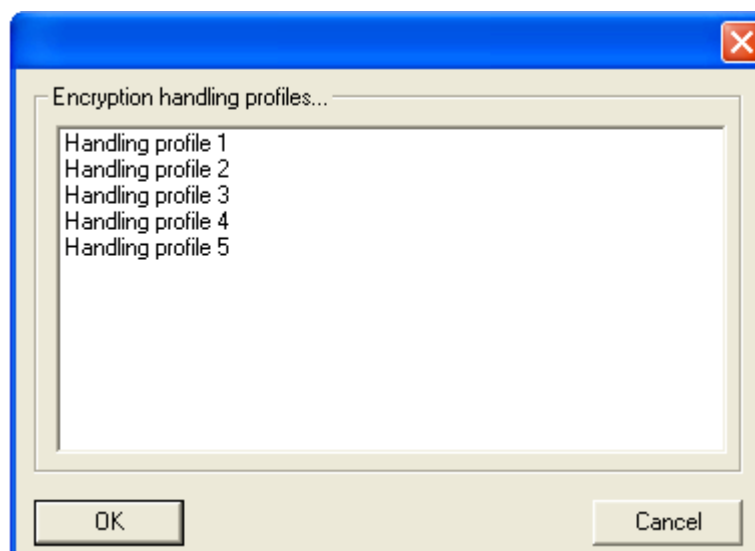 Encryption handling profiles...
Handling profile 1
Handling profile 2
Handling profile 3
Handling profile 4
Handling profile 5
OK
Cancel